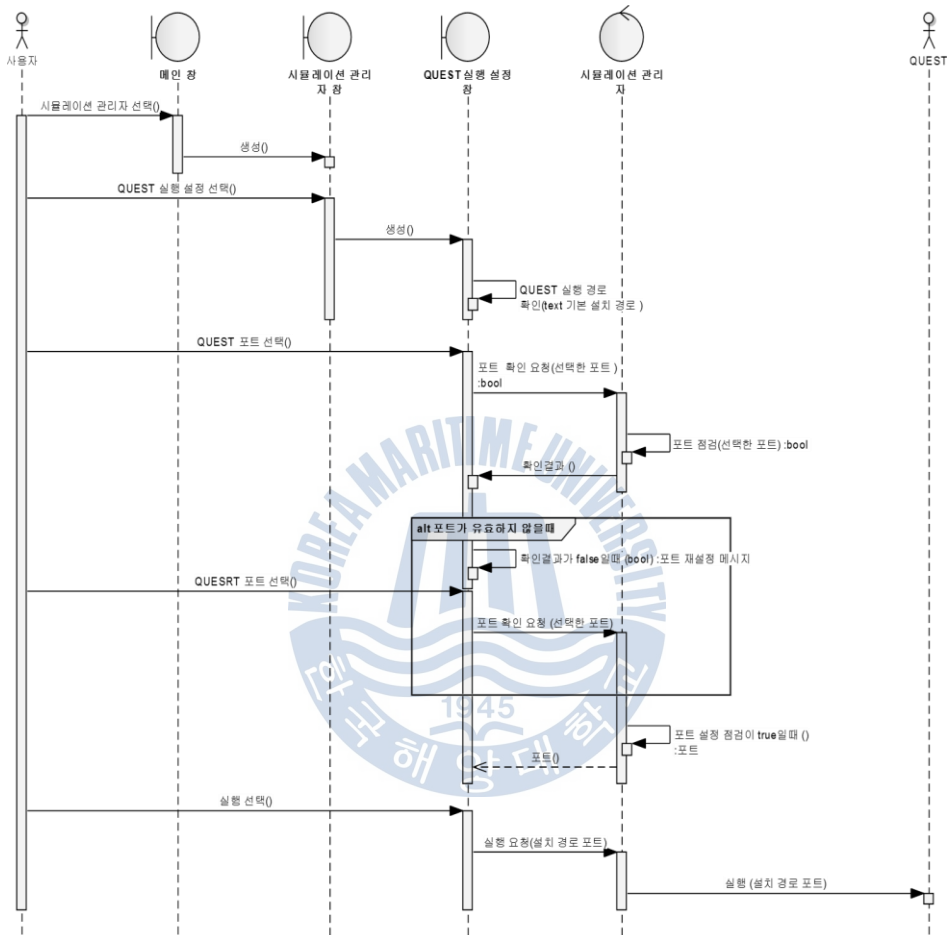 사용자
메인 창
시뮬레이션 관리
자 창
QUEST실행 설정
창
시뮬레이션 관리
자
QUEST
시뮬레이션 관리자 선택()
생성()
QUEST 실행 설정 선택()
생성()
QUEST 실행 경로
확인(text 기본 설치 경로 )
QUEST 포트 선택()
포트 확인 요청(선택한 포트 )
:bool
포트 점검(선택한 포트) :bool
확인결과 ()
alt 포트가 유효하지 않을때
확인결과가 false일때 (bool) :포트 재설정 메시지
QUESRT 포트 선택()
포트 확인 요청 (선택한 포트)
포트 설정 점검이 true일때 ()
:포트
포트()
실행 선택()
실행 요청(설치 경로 포트)
실행 (설치 경로 포트)
KOREA MARITIME UNIVERSITY
1945
한국해양대학교